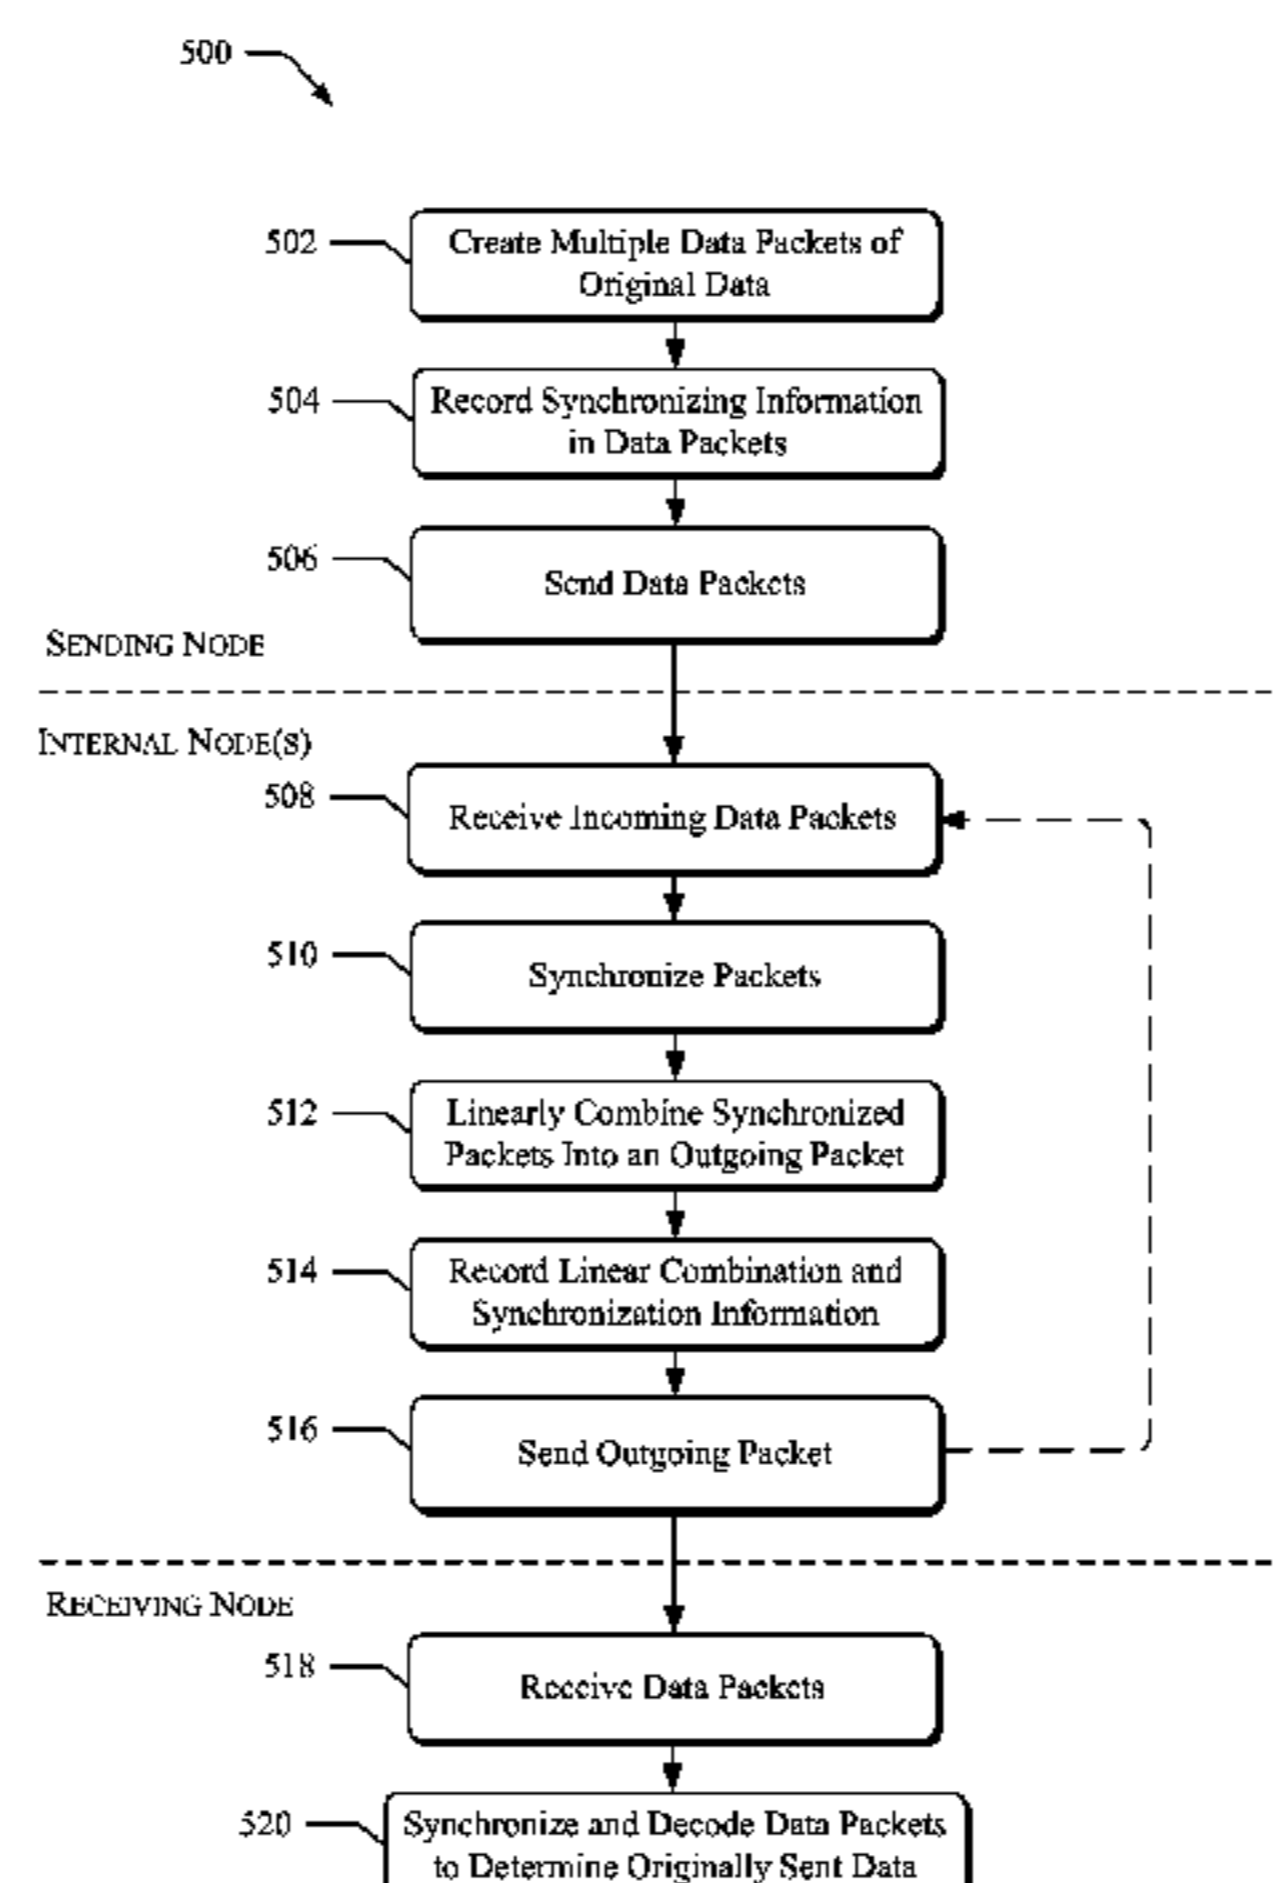 500
502
Create Multiple Data Packets of
Original Data
504
Record Synchronizing Information
in Data Packets
506
Send Data Packets
SENDING NODE
INTERNAL NODE(S)
508
Receive Incoming Data Packets
510
Synchronize Packets
512
Linearly Combine Synchronized
Packets Into an Outgoing Packet
514
Record Linear Combination and
Synchronization Information
516
Send Outgoing Packet
RECEIVING NODE
518
Receive Data Packets
520
Synchronize and Decode Data Packets
to Determine Originally Sent Data